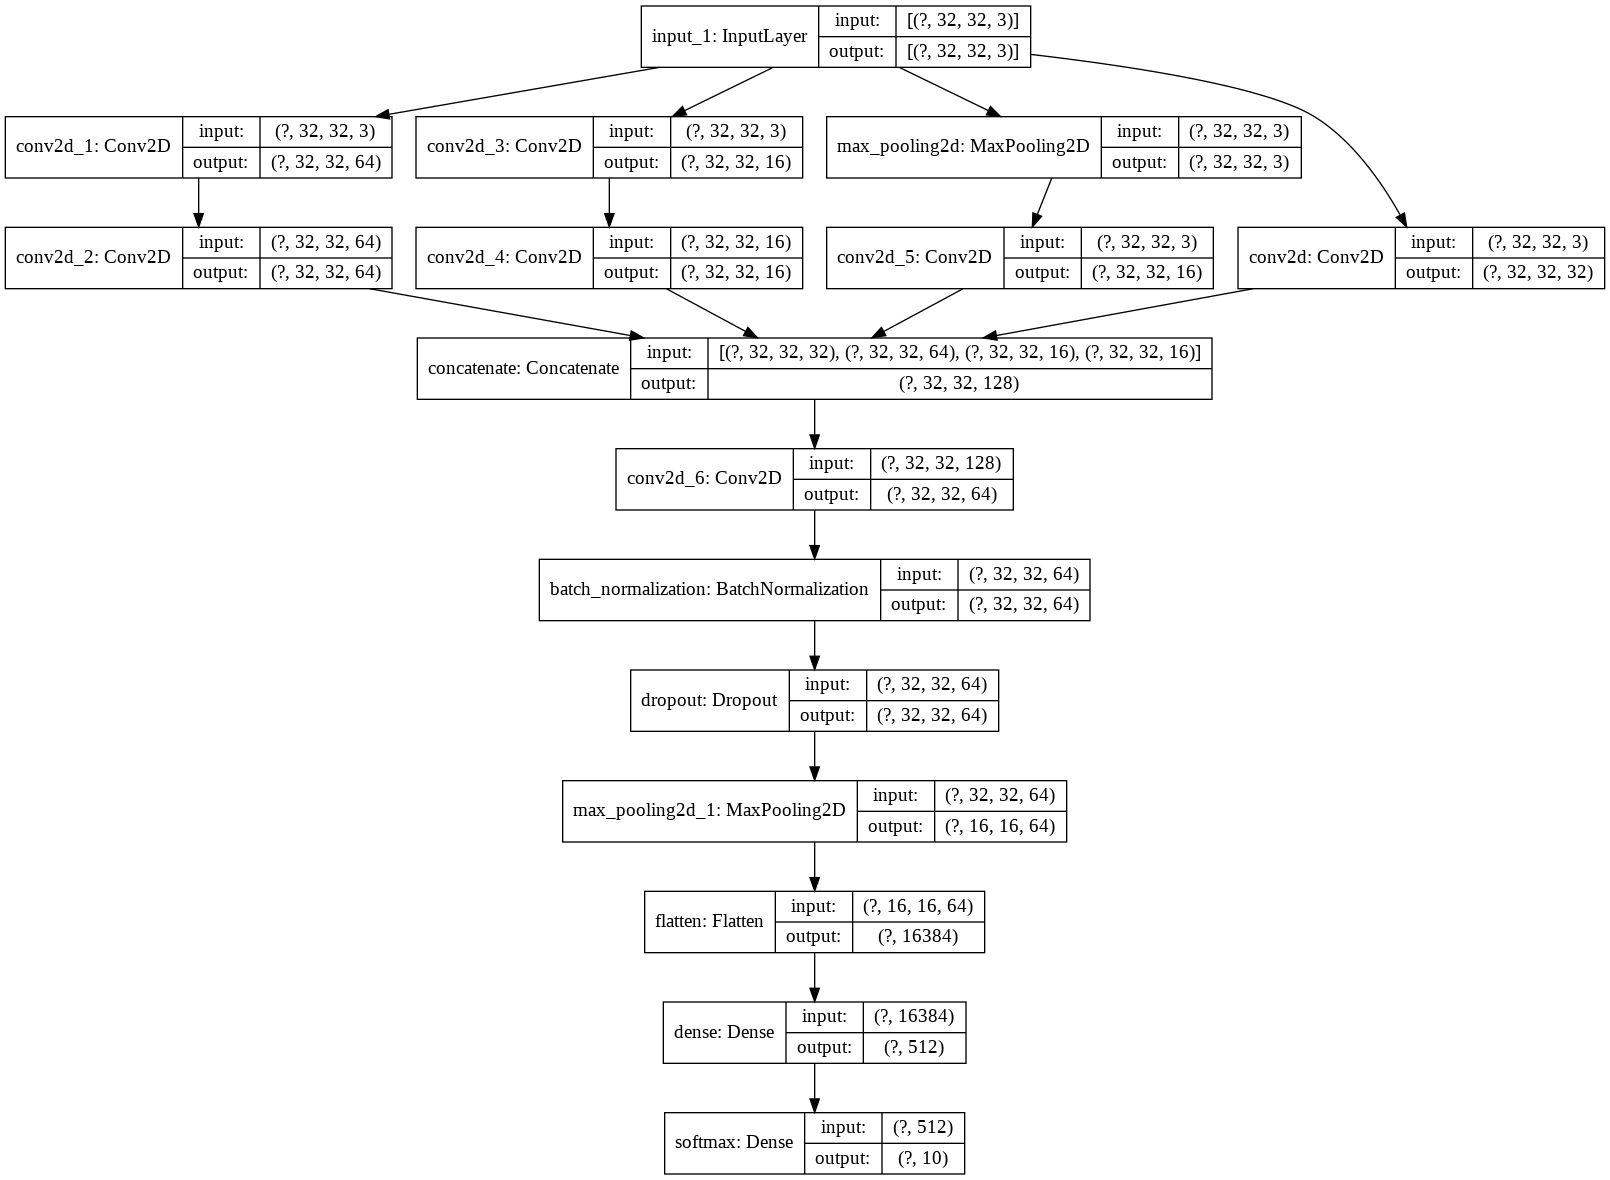 input_1: InputLayer
input: [(?, 32, 32, 3)]
output: [(?, 32, 32, 3)]
conv2d_1: Conv2D
input: (?, 32, 32, 3)
output: (?, 32, 32, 64)
conv2d_3: Conv2D
input: (?, 32, 32, 3)
output: (?, 32, 32, 16)
max_pooling2d: MaxPooling2D
input: (?, 32, 32, 3)
output: (?, 32, 32, 3)
conv2d_2: Conv2D
input: (?, 32, 32, 64)
output: (?, 32, 32, 64)
conv2d_4: Conv2D
input: (?, 32, 32, 16)
output: (?, 32, 32, 16)
conv2d_5: Conv2D
input: (?, 32, 32, 3)
output: (?, 32, 32, 16)
conv2d: Conv2D
input: (?, 32, 32, 3)
output: (?, 32, 32, 32)
concatenate: Concatenate
input: [(?, 32, 32, 32), (?, 32, 32, 64), (?, 32, 32, 16), (?, 32, 32, 16)]
output: (?, 32, 32, 128)
conv2d_6: Conv2D
input: (?, 32, 32, 128)
output: (?, 32, 32, 64)
batch_normalization: BatchNormalization
input: (?, 32, 32, 64)
output: (?, 32, 32, 64)
dropout: Dropout
input: (?, 32, 32, 64)
output: (?, 32, 32, 64)
max_pooling2d_1: MaxPooling2D
input: (?, 32, 32, 64)
output: (?, 16, 16, 64)
flatten: Flatten
input: (?, 16, 16, 64)
output: (?, 16384)
dense: Dense
input: (?, 16384)
output: (?, 512)
softmax: Dense
input: (?, 512)
output: (?, 10)